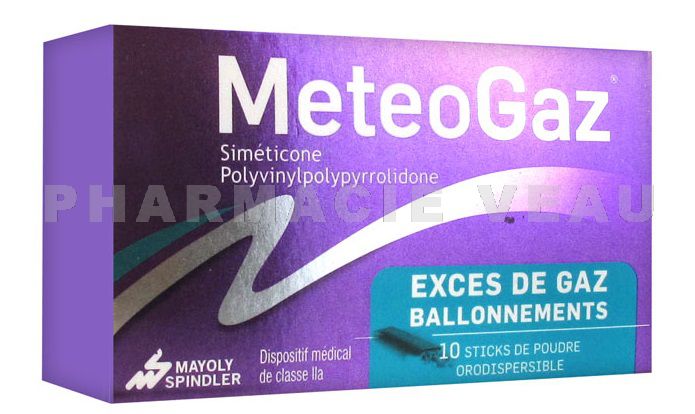 MeteoGaz®
Siméticone
Polyvinylpolypyrrolidone
PHARMACIE VEAU
EXCES DE GAZ
BALLONNEMENTS
10 STICKS DE POUDRE
ORODISPERSIBLE
MAYOLY
SPINDLER
Dispositif médical
de classe IIa